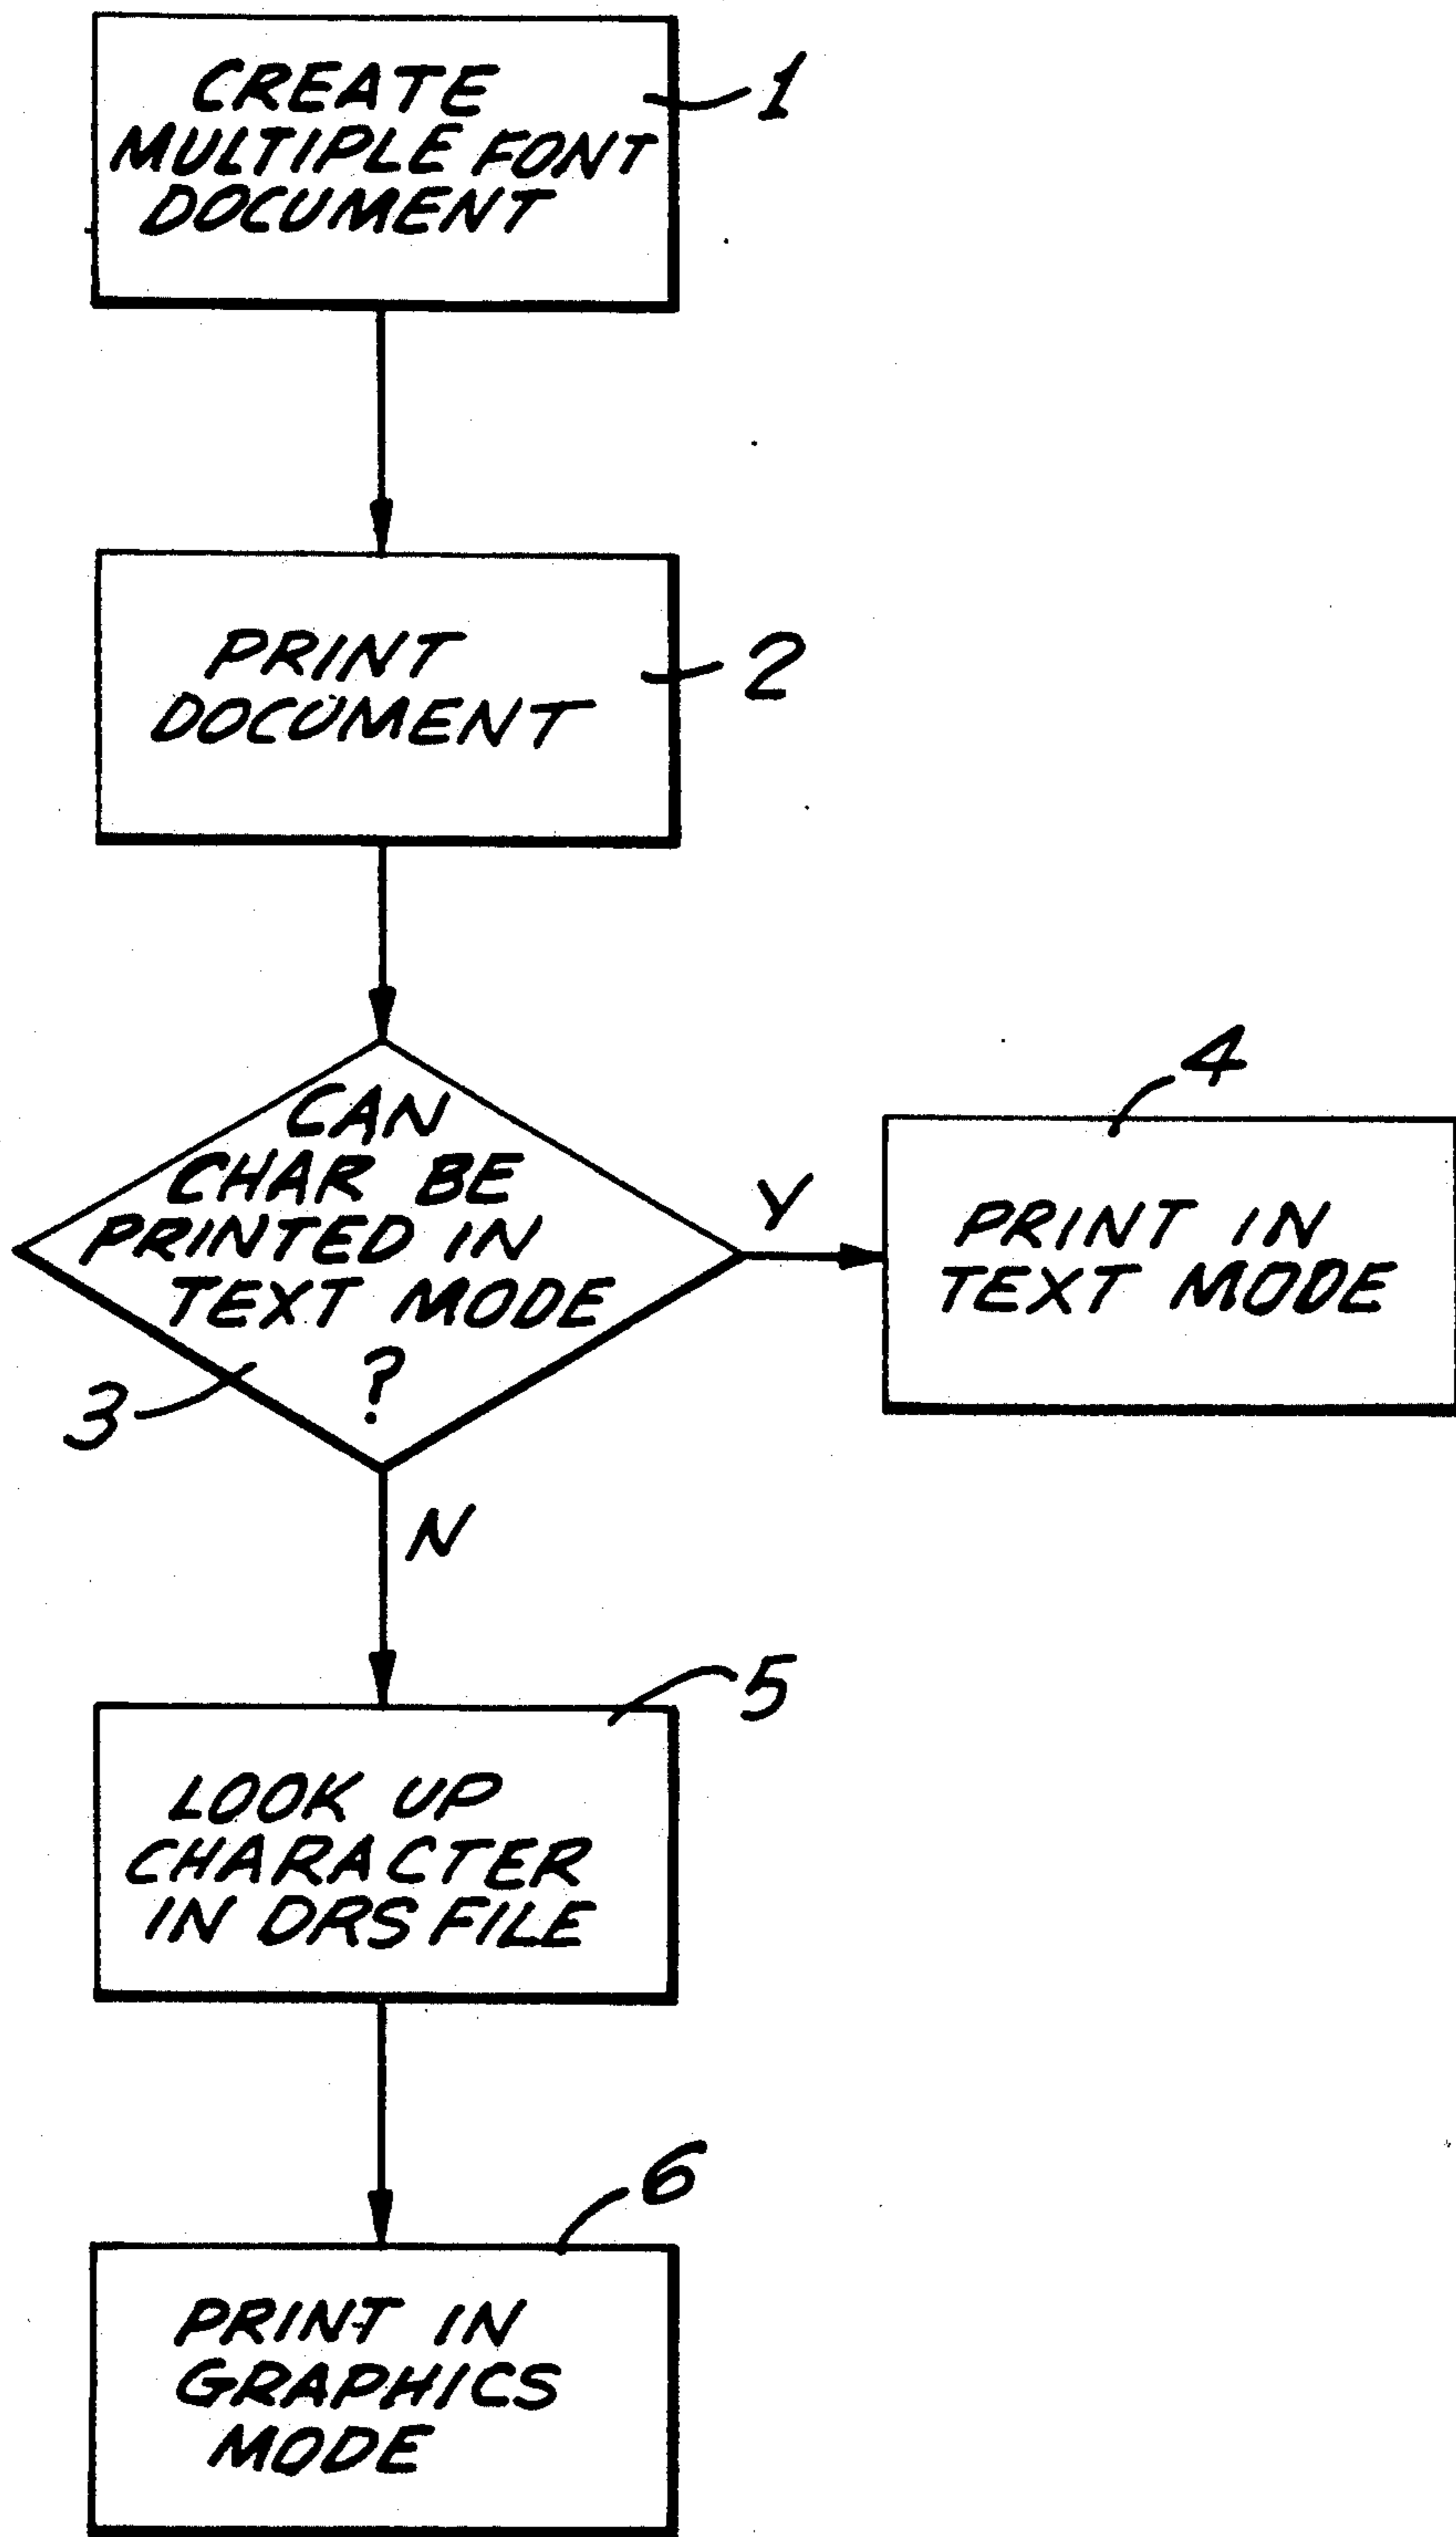 CREATE
MULTIPLE FONT
DOCUMENT
1
PRINT
DOCUMENT
2
CAN
CHAR BE
PRINTED IN
TEXT MODE
?
3
Y
4
PRINT IN
TEXT MODE
N
5
LOOK UP
CHARACTER
IN DRS FILE
6
PRINT IN
GRAPHICS
MODE